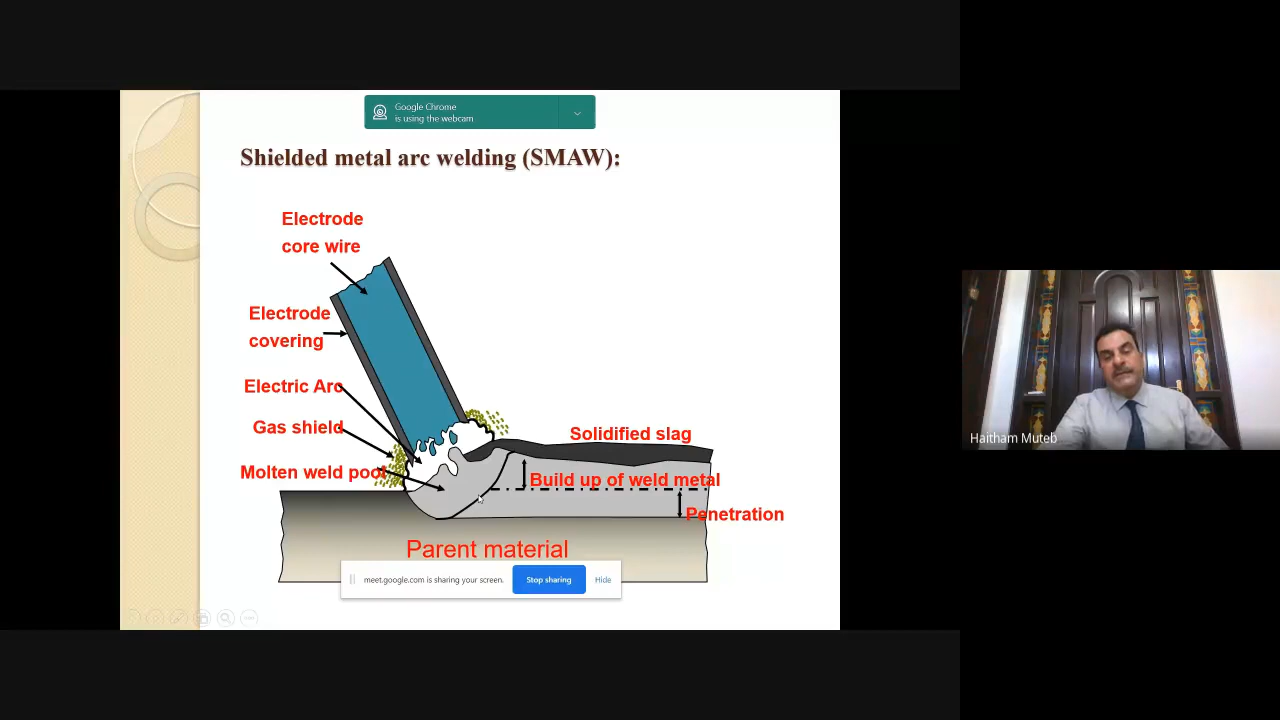 Google Chrome
is using the webcam
Shielded metal arc welding (SMAW):
Electrode
core wire
Electrode
covering
Electric Arc
Gas shield
Molten weld pool
Solidified slag
Build up of weld metal
Penetration
Parent material
meet.google.com is sharing your screen.
Stop sharing
Hide
Haitham Muteb